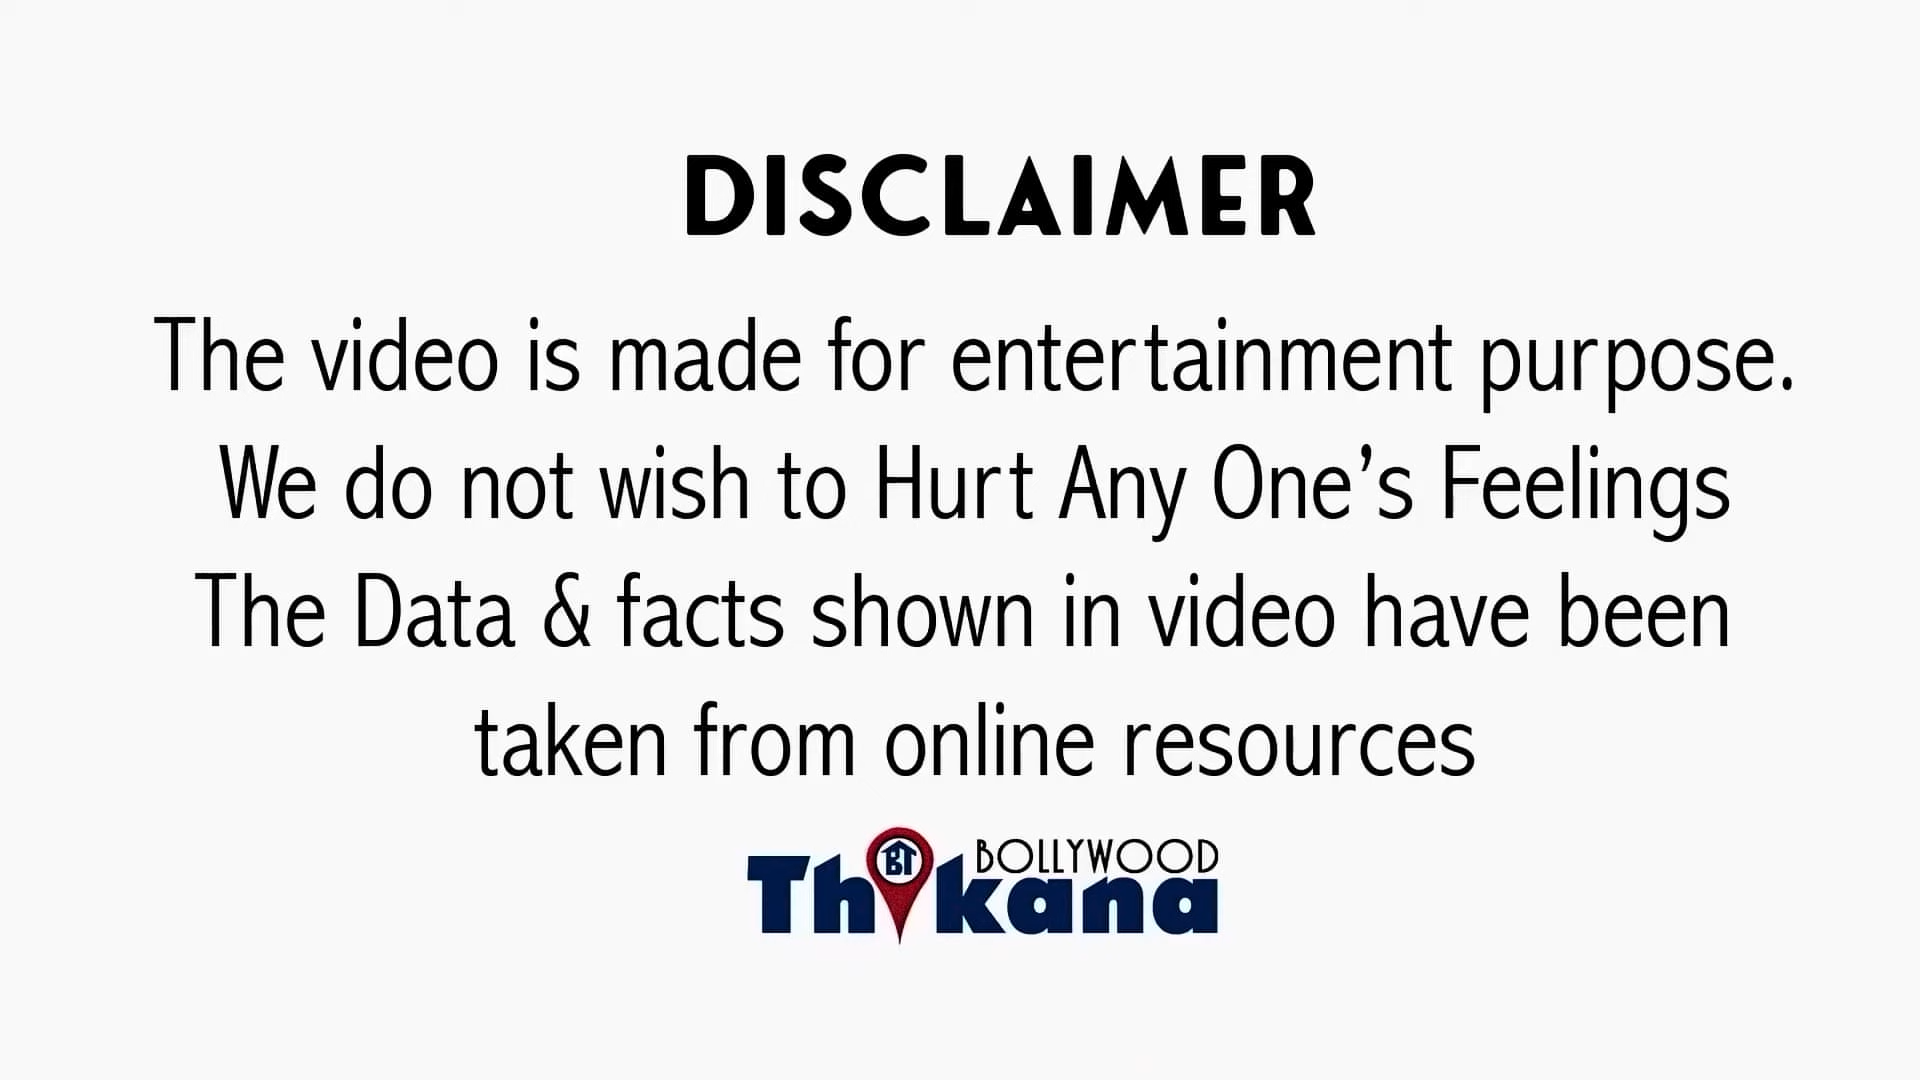 DISCLAIMER
The video is made for entertainment purpose.
We do not wish to Hurt Any One’s Feelings
The Data & facts shown in video have been
taken from online resources
BOLLYWOOD
Thikana
BT